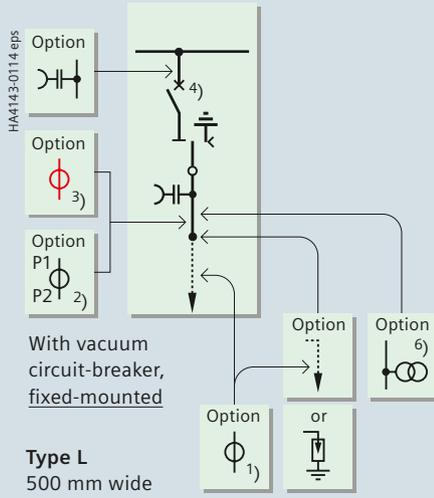 HA4143-0114 eps
Option
4)
Option
3)
Option
P1
P2
2)
With vacuum
circuit-breaker,
fixed-mounted
Option
Option
6)
Option
1)
or
Type L
500 mm wide